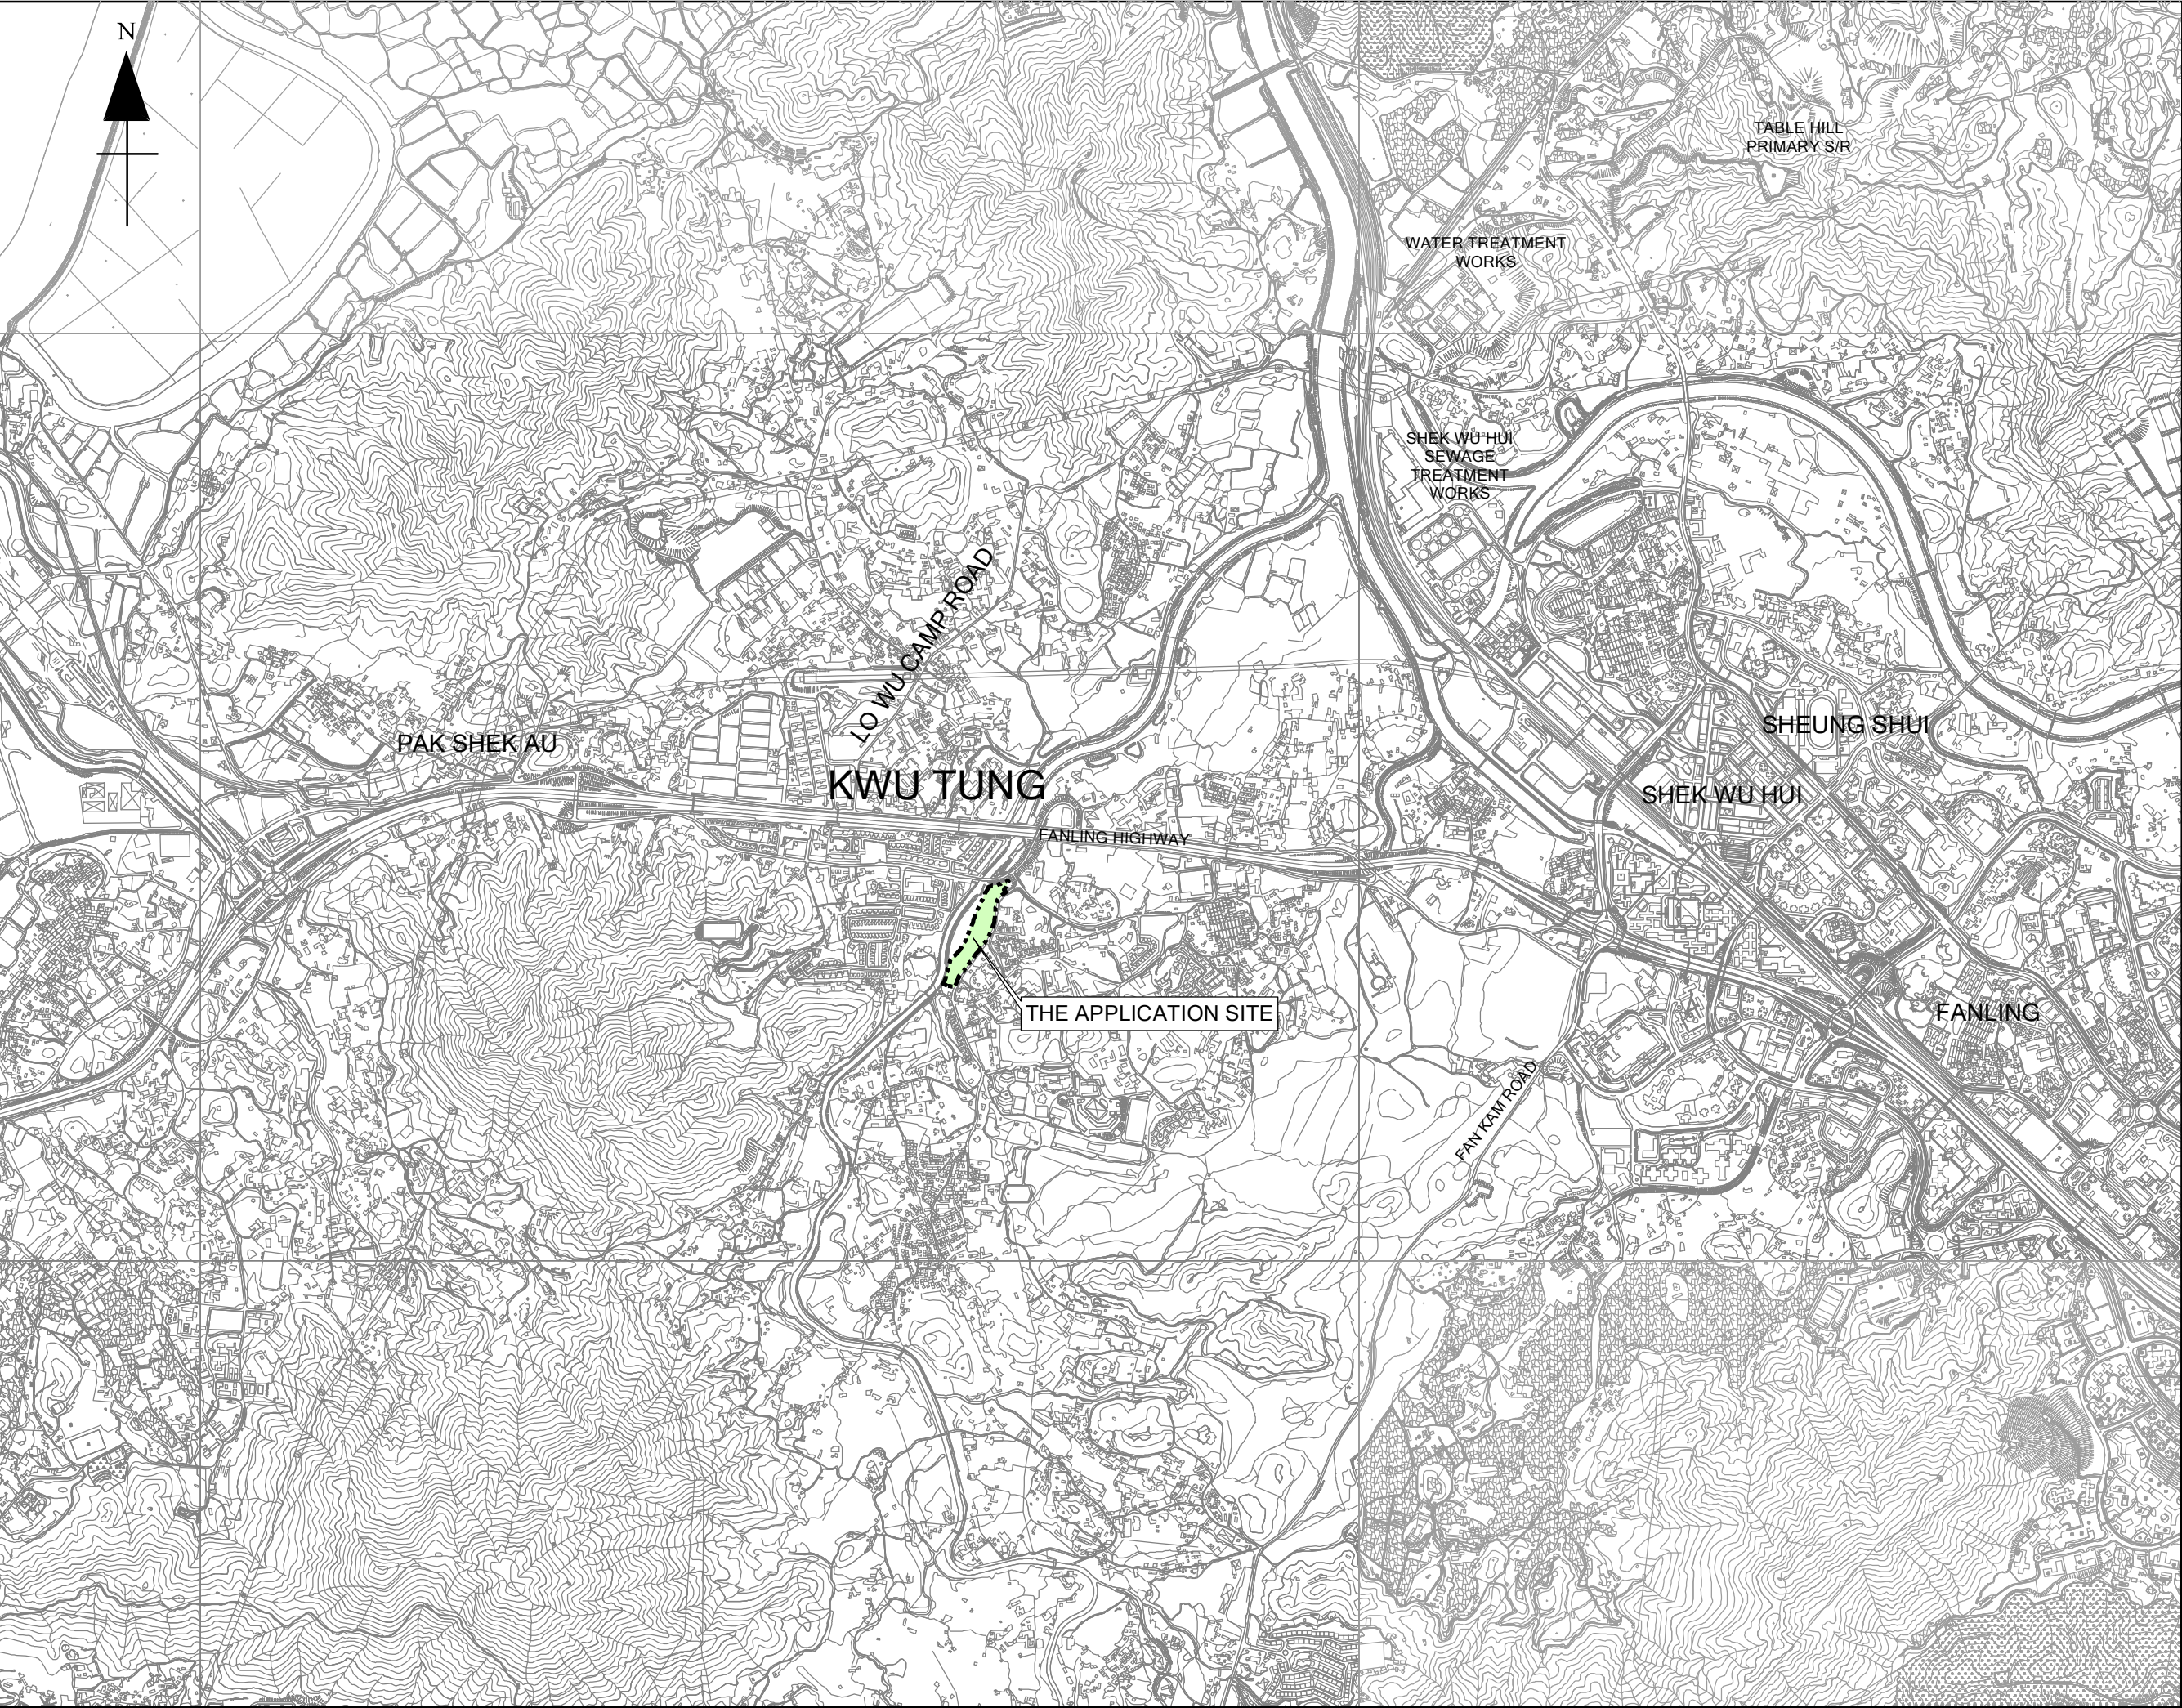 N
TABLE HILL
PRIMARY S/R
WATER TREATMENT
WORKS
SHEK WU HUI
SEWAGE
TREATMENT
WORKS
LO WU CAMP ROAD
SHEUNG SHUI
PAK SHEK AU
KWU TUNG
SHEK WU HUI
FANLING HIGHWAY
THE APPLICATION SITE
FANLING
FAN KAM ROAD